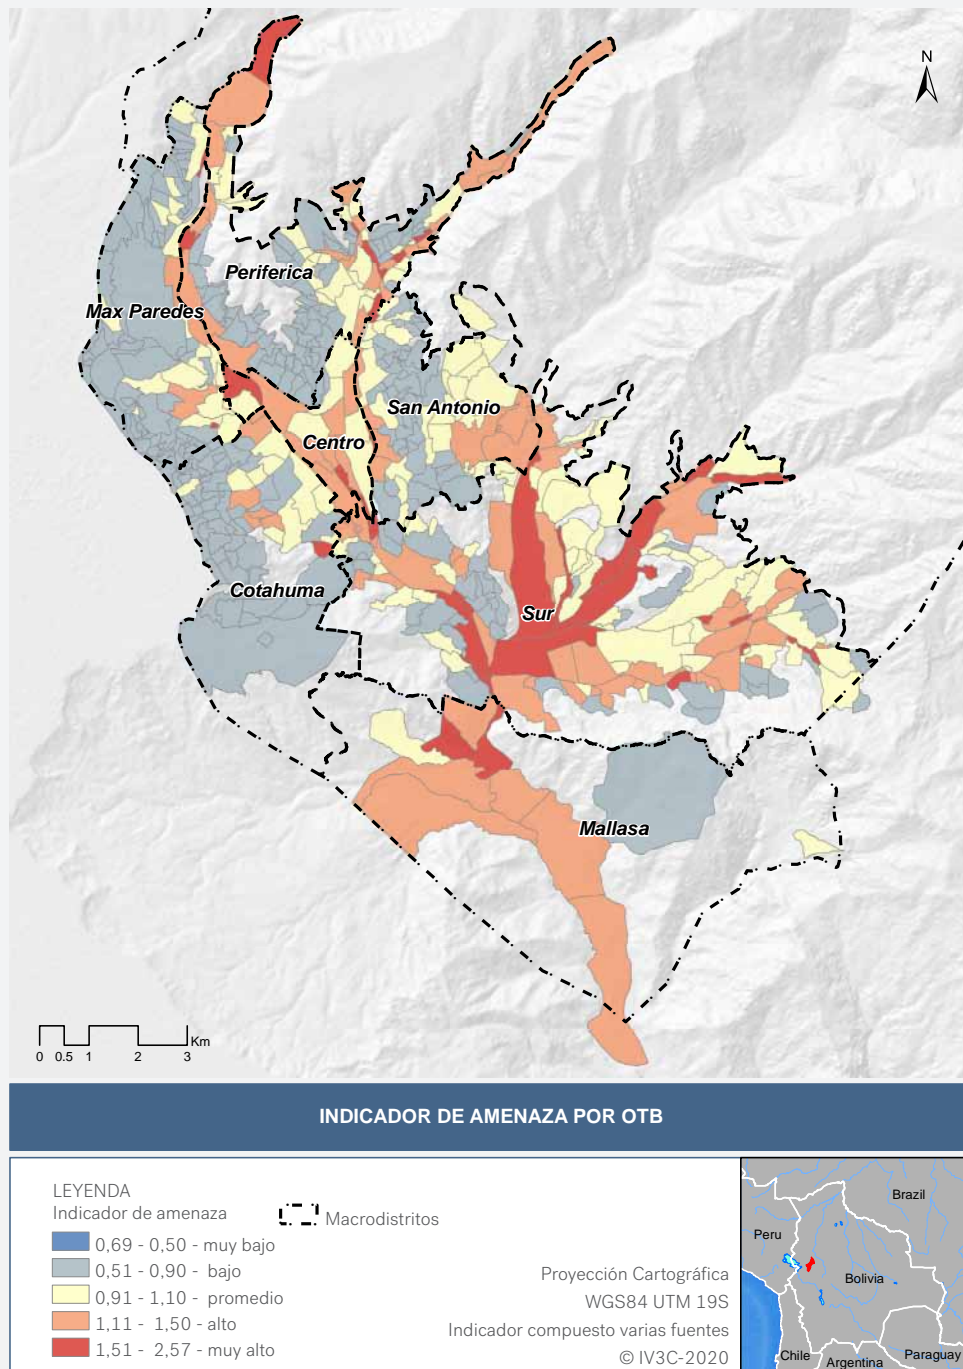 N
Periferica
Max Paredes
San Antonio
Centro
Cotahuma
Sur
Mallasa
Km
0 0.5 1 2 3
INDICADOR DE AMENAZA POR OTB
LEYENDA
Indicador de amenaza
Macrodistritos
0,69 - 0,50 - muy bajo
0,51 - 0,90 - bajo
0,91 - 1,10 - promedio
1,11 - 1,50 - alto
1,51 - 2,57 - muy alto
Proyección Cartográfica
WGS84 UTM 19S
Indicador compuesto varias fuentes
© IV3C-2020
Brazil
Peru
Bolivia
Chile
Argentina
Paraguay